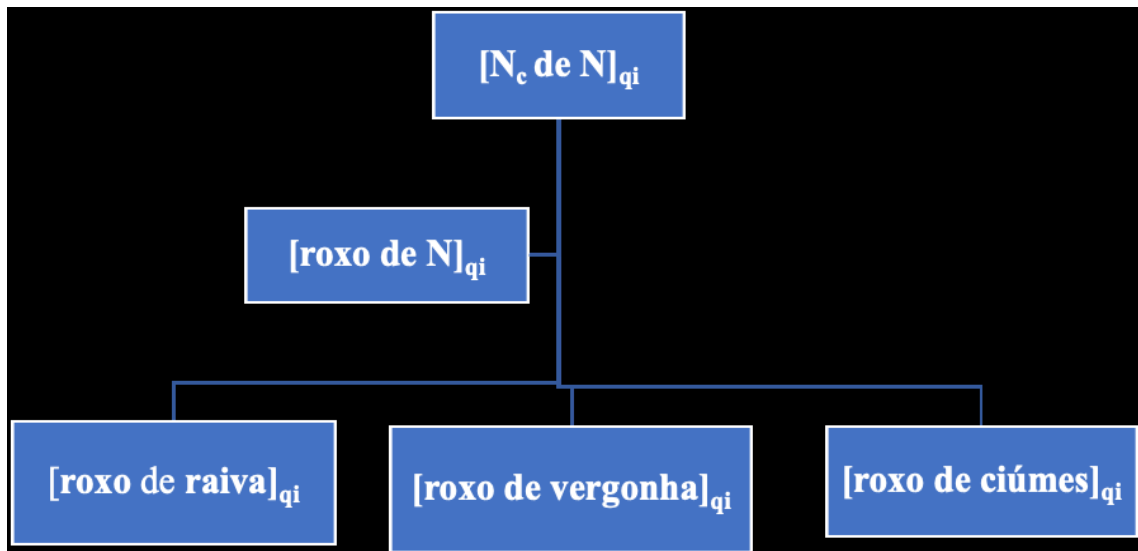 [Nc de N]qi
[roxo de N]qi
[roxo de raiva]qi
[roxo de vergonha]qi
[roxo de ciúmes]qi